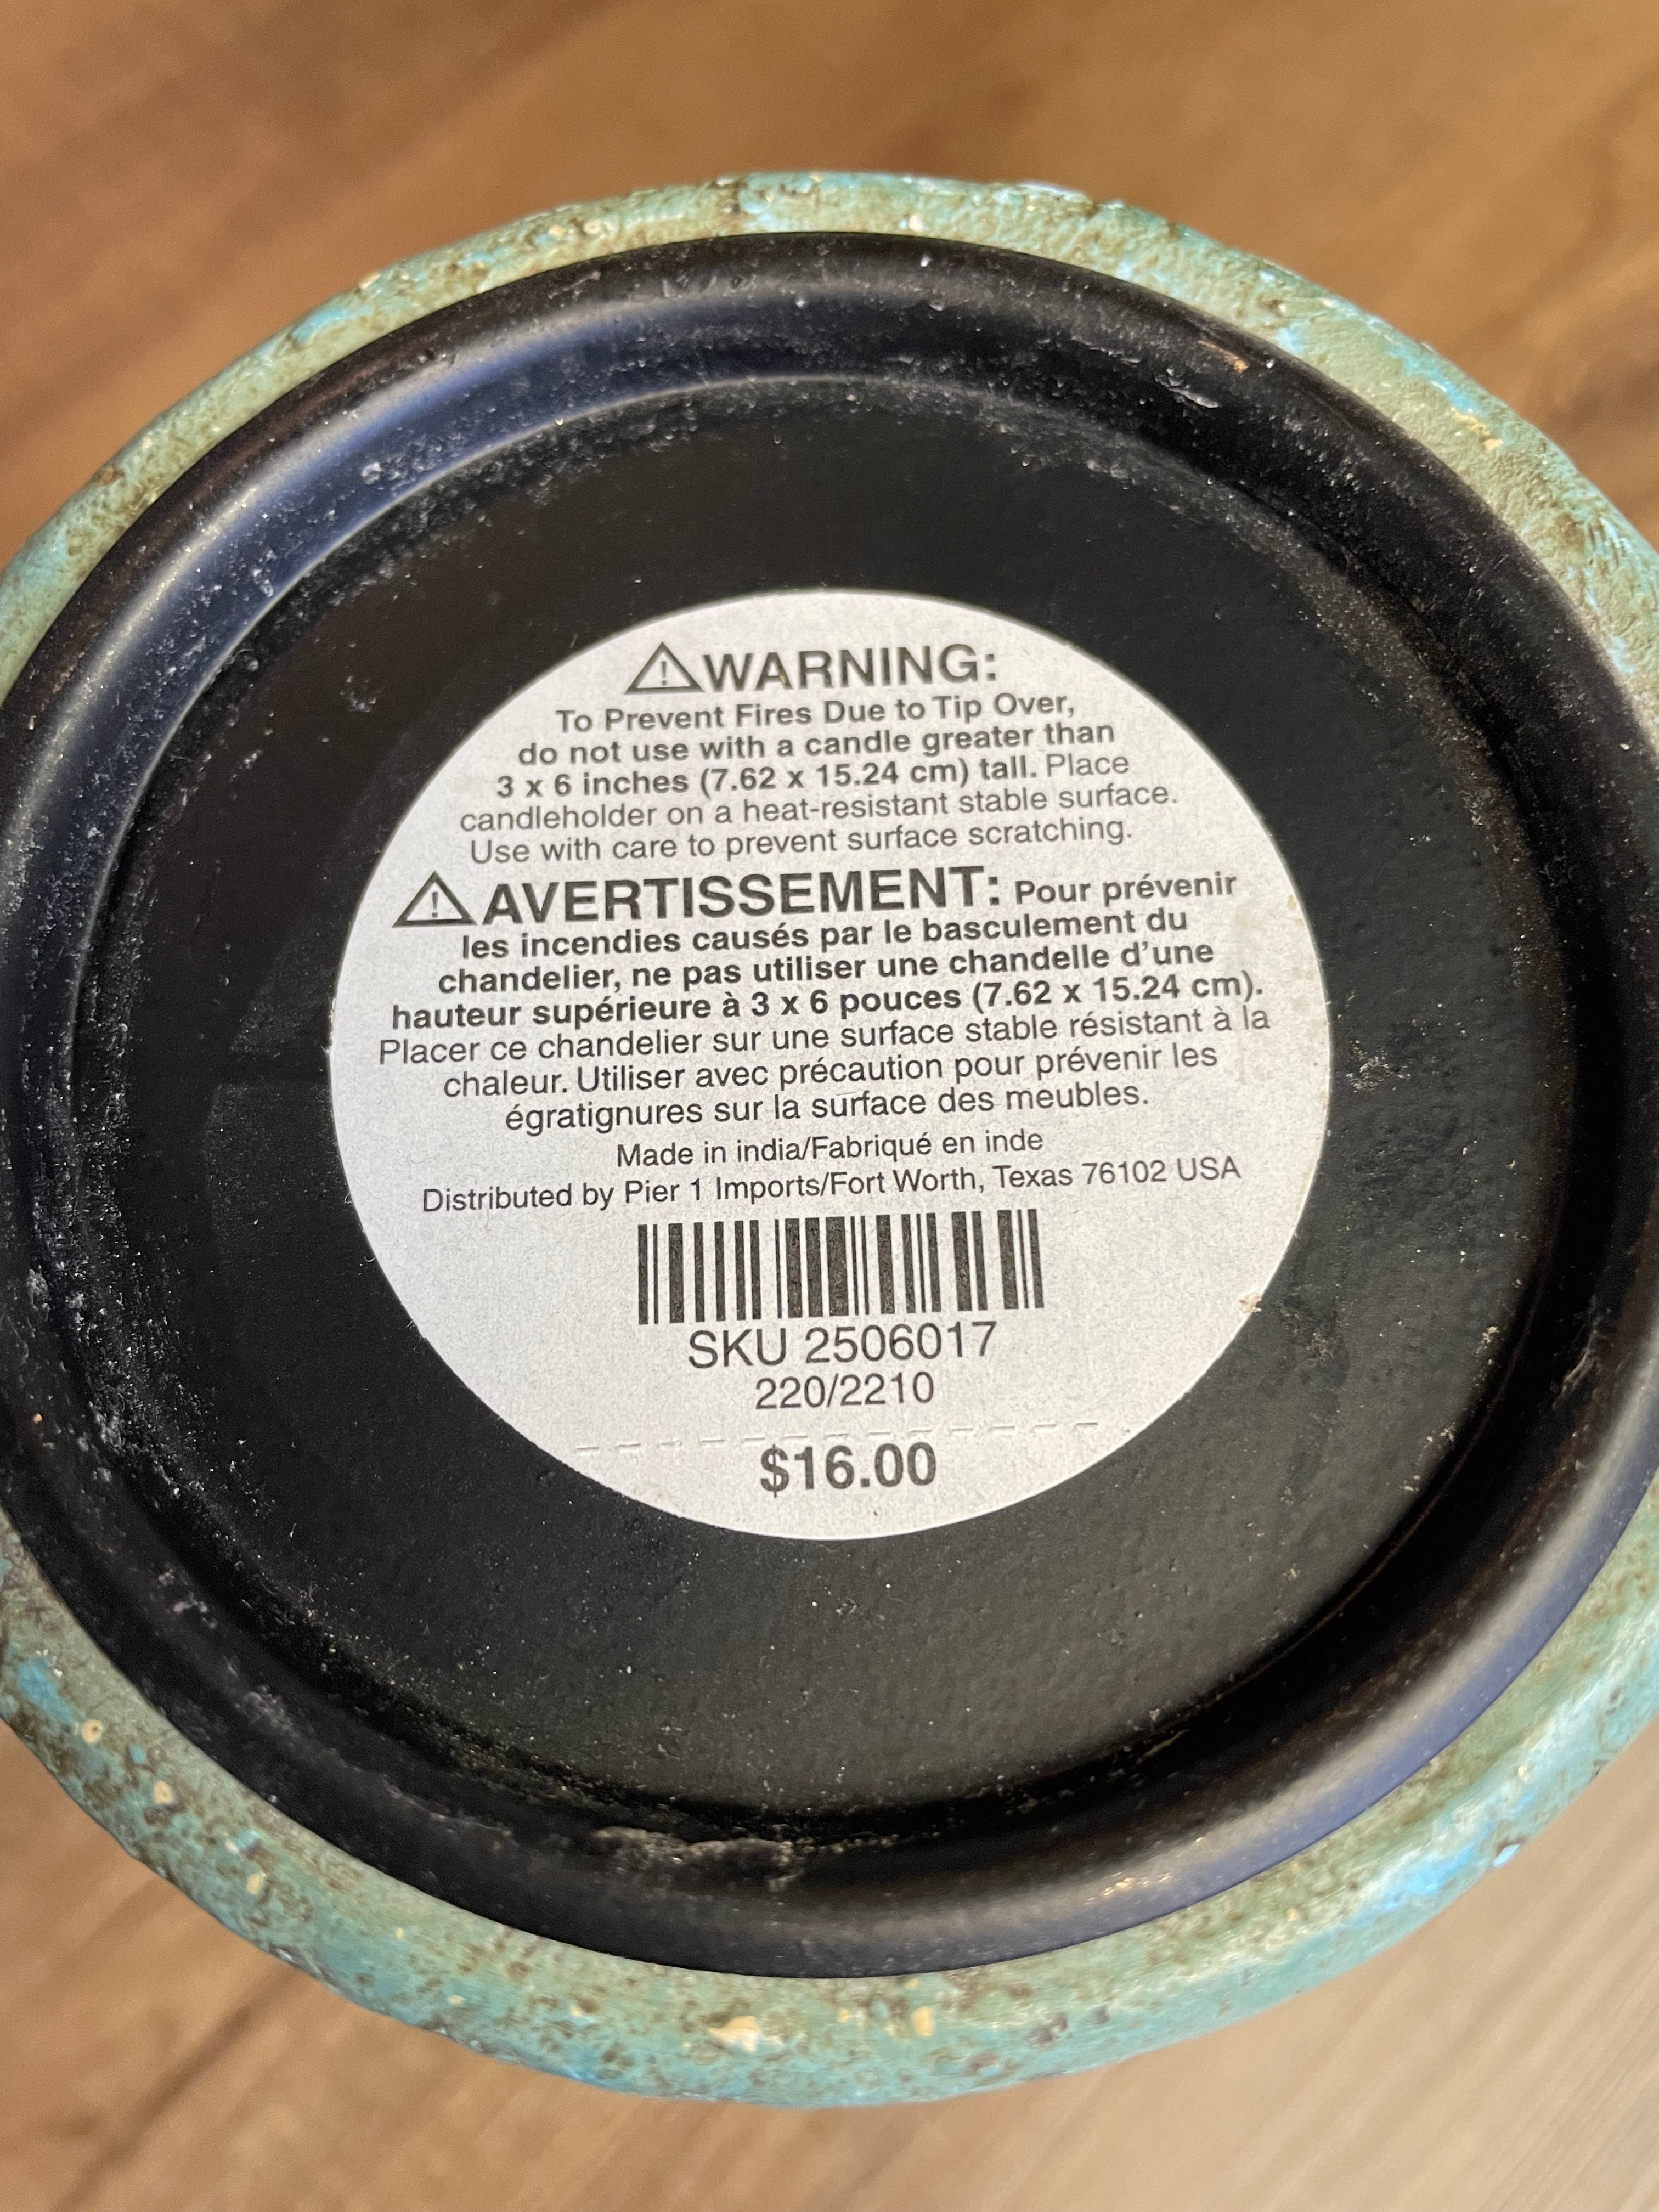 ⚠WARNING:
To Prevent Fires Due to Tip Over,
do not use with a candle greater than
3 x 6 inches (7.62 x 15.24 cm) tall. Place
candleholder on a heat-resistant stable surface.
Use with care to prevent surface scratching.
⚠AVERTISSEMENT: Pour prévenir
les incendies causés par le basculement du
chandelier, ne pas utiliser une chandelle d'une
hauteur supérieure à 3 x 6 pouces (7.62 x 15.24 cm).
Placer ce chandelier sur une surface stable résistant à la
chaleur. Utiliser avec précaution pour prévenir les
égratignures sur la surface des meubles.
Made in india/Fabriqué en inde
Distributed by Pier 1 Imports/Fort Worth, Texas 76102 USA
SKU 2506017
220/2210
$16.00